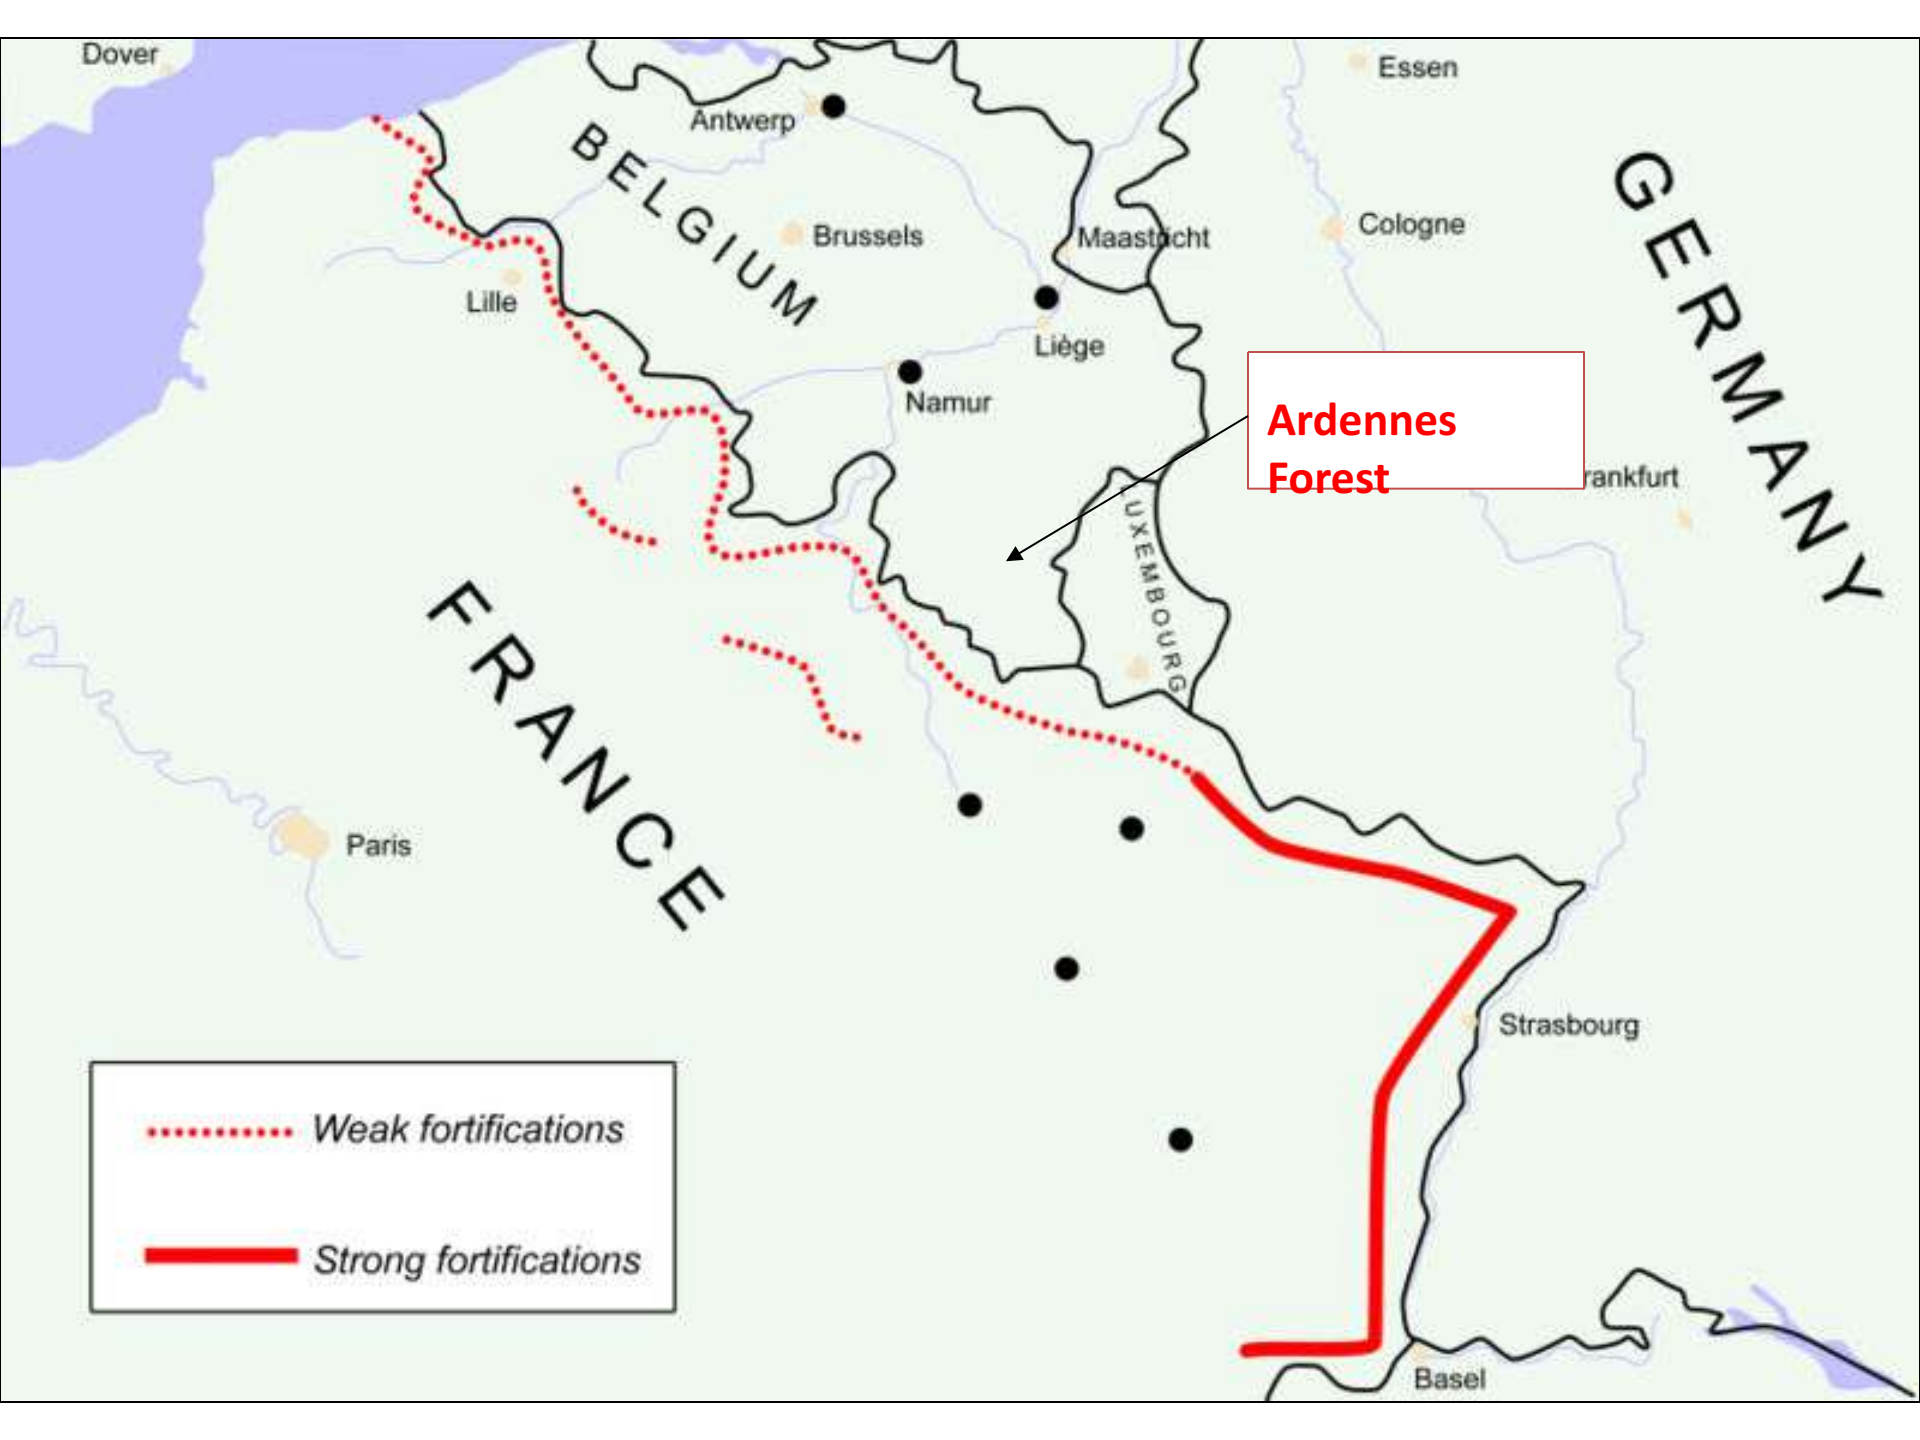 Dover
Essen
Antwerp
BELGIUM
GERMANY
Brussels
Maastricht
Cologne
Lille
Liège
Namur
Ardennes
Forest
rankfurt
LUXEMBOURG
FRANCE
Paris
Strasbourg
Weak fortifications
Strong fortifications
Basel